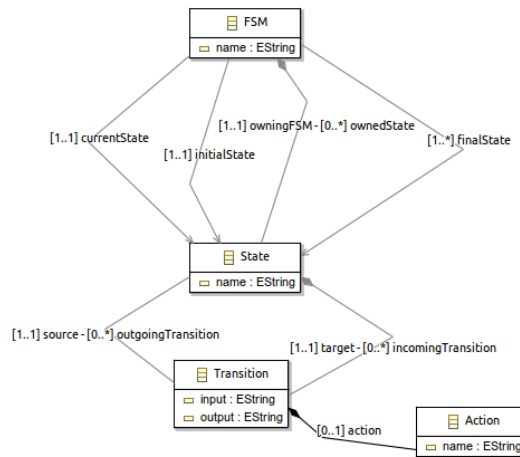 FSM
name : EString
[1..1] owningFSM - [0..*] ownedState
[1..1] currentState
[1..*] finalState
[1..1] initialState
State
name : EString
[1..1] source - [0..*] outgoingTransition
[1..1] target - [0..*] incomingTransition
Transition
input : EString
output : EString
Action
[0..1] action
name : EString